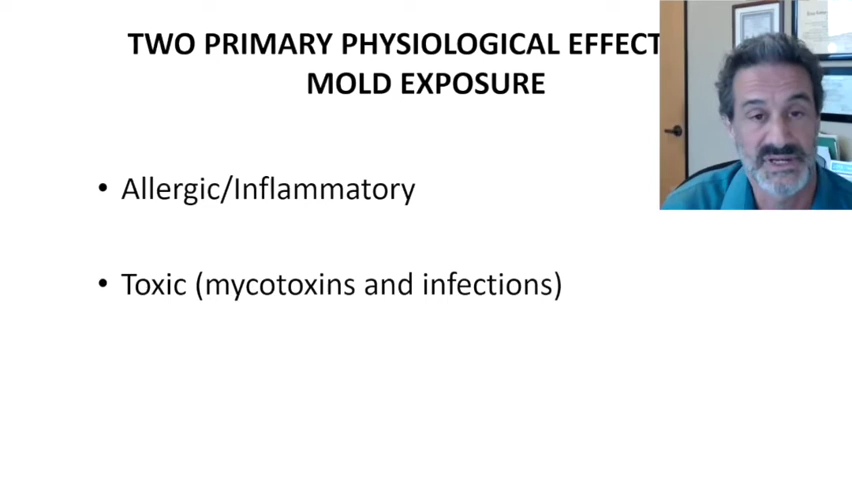 TWO PRIMARY PHYSIOLOGICAL EFFECT
MOLD EXPOSURE
• Allergic/Inflammatory
• Toxic (mycotoxins and infections)